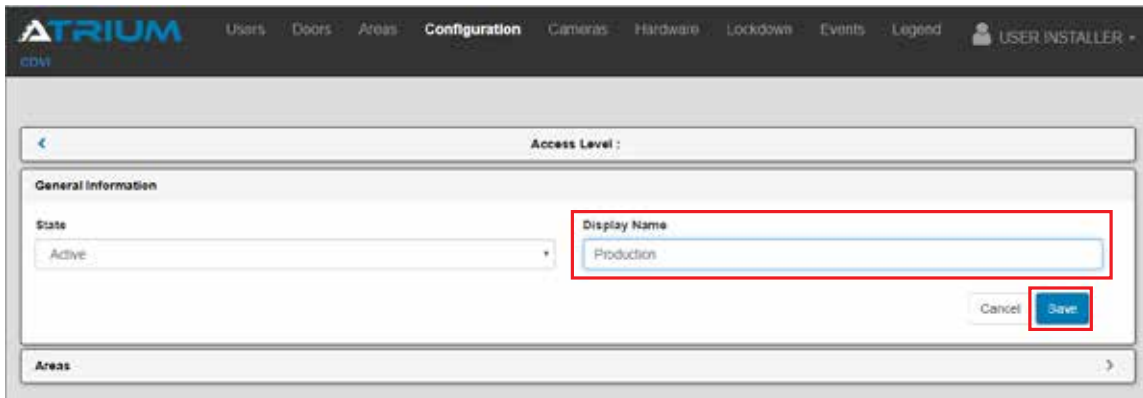 ATRIUM
CDVI
Users Doors Areas Configuration Cameras Hardware Lockdown Events Legend USER INSTALLER
Access Level :
General Information
State Display Name
Active Production
Cancel Save
Areas